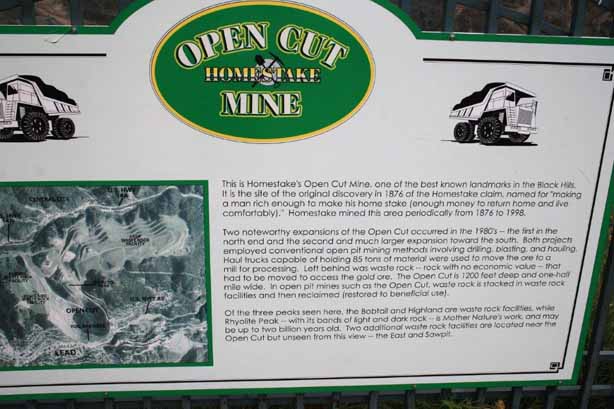 OPEN CUT
HOMESTAKE
MINE
This is Homestake's Open Cut Mine, one of the best known landmarks in the Black Hills.
It is the site of the original discovery in 1876 of the Homestake claim, named for "making
a man rich enough to make his home stake (enough money to return home and live
comfortably)." Homestake mined this area periodically from 1876 to 1998.
Two noteworthy expansions of the Open Cut occurred in the 1980's -- the first in the
north end and the second and much larger expansion toward the south. Both projects
employed conventional open pit mining methods involving drilling, blasting, and hauling.
Haul trucks capable of holding 85 tons of material were used to move the ore to a
mill for processing. Left behind was waste rock -- rock with no economic value -- that
had to be moved to access the gold ore. The Open Cut is 1200 feet deep and one-half
mile wide. In open pit mines such as the Open Cut, waste rock is stacked in waste rock
facilities and then reclaimed (restored to beneficial use).
Of the three peaks seen here, the Bobtail and Highland are waste rock facilities, while
Rhyolite Peak -- with its bands of light and dark rock -- is Mother Nature's work, and may
be up to two billion years old. Two additional waste rock facilities are located near the
Open Cut but unseen from this view -- the East and Sawpit.
OPEN CUT
LEAD